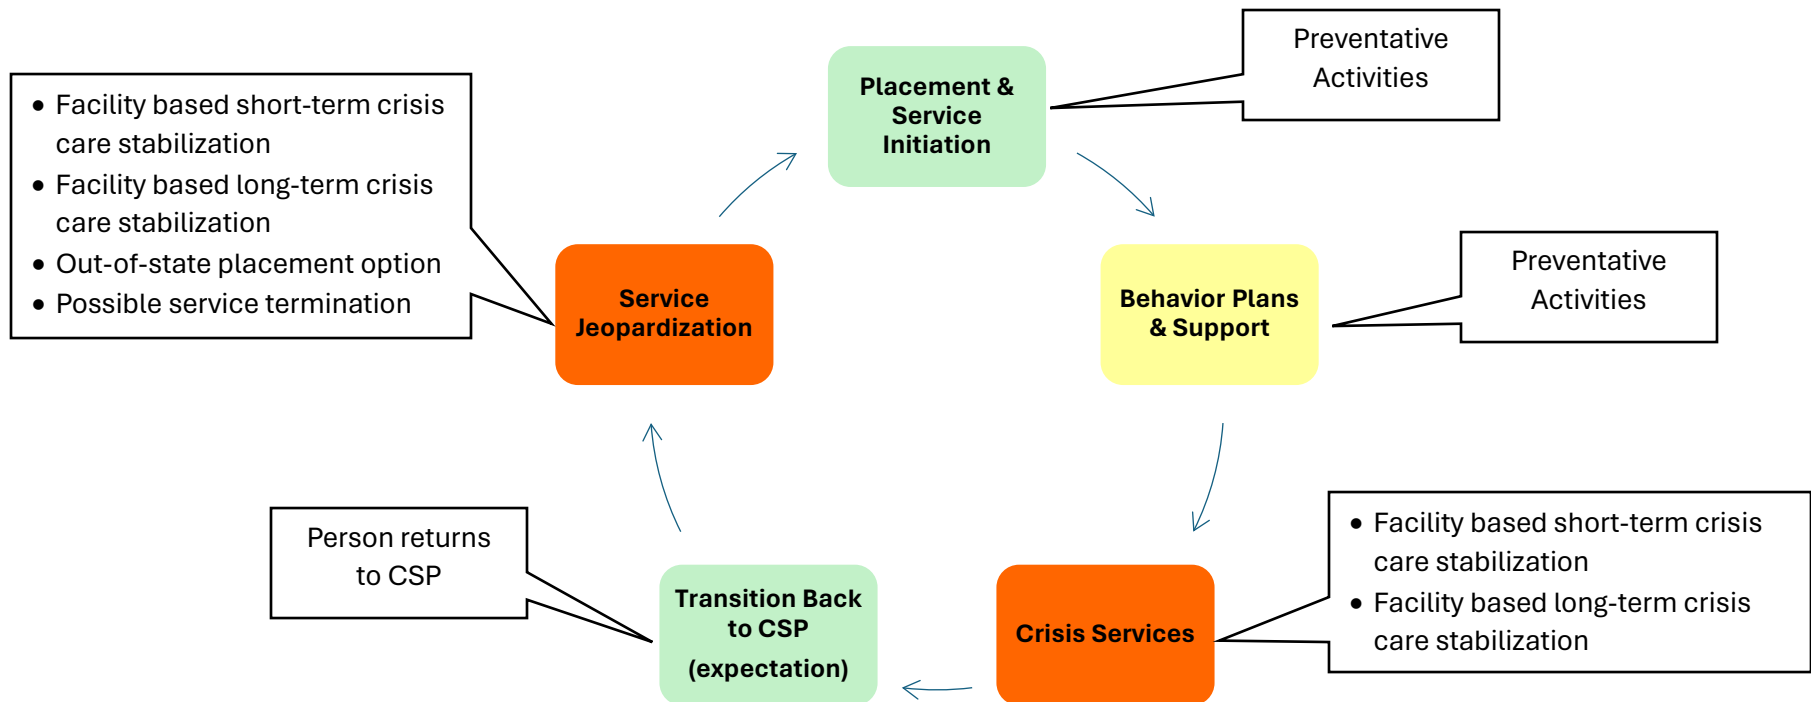 Preventative
Activities
Placement &
Service
Initiation
• Facility based short-term crisis
care stabilization
• Facility based long-term crisis
care stabilization
• Out-of-state placement option
• Possible service termination
Service
Jeopardization
Behavior Plans
& Support
Preventative
Activities
Person returns
to CSP
Transition Back
to CSP
(expectation)
Crisis Services
• Facility based short-term crisis
care stabilization
• Facility based long-term crisis
care stabilization